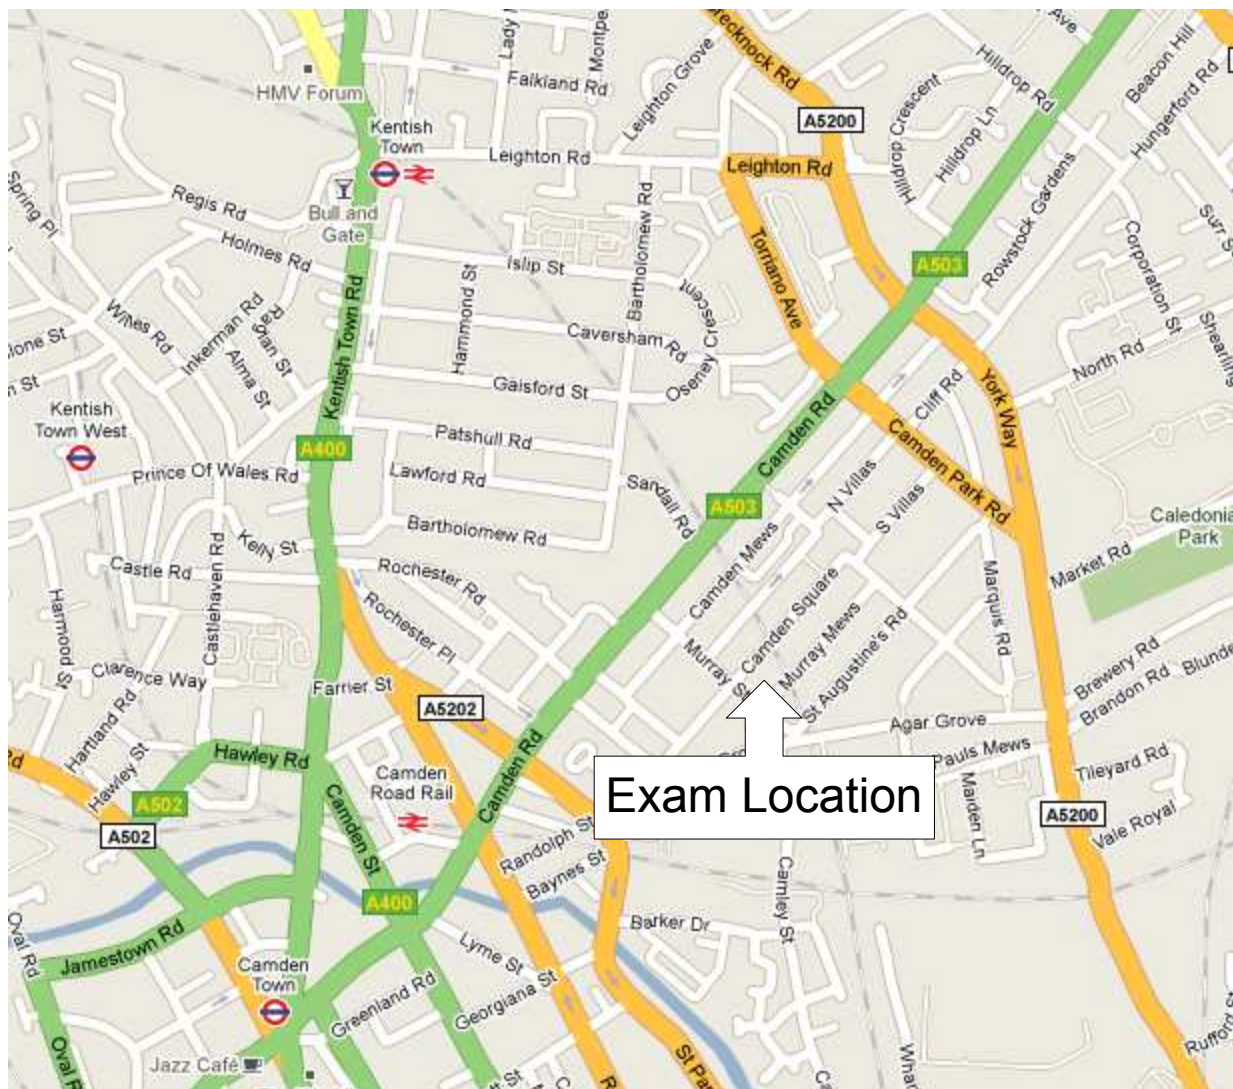 Brecknock Rd
Ave
Hilldrop Rd
Beacon Hill
Hungerford Rd
HMV Forum
Falkland Rd
Leighton Grove
A5200
Hilldrop Crescent
Hilldrop Ln
Kentish
Town
Leighton Rd
Leighton Rd
Spring Pl
Regis Rd
Bull and
Gate
Holmes Rd
Islip St
Bartholomew Rd
Torriano Ave
A503
Rowstock Gardens
Corporation St
Hammond St
Oseney Crescent
Caversham Rd
Inkerman Rd
Raglan St
Alma St
Kentish Town Rd
Gaisford St
North Rd
York Way
Cliff Rd
Kentish
Town West
A400
Patshull Rd
Camden Rd
Camden Park Rd
Prince Of Wales Rd
Lawford Rd
Sandall Rd
A503
N Villas
S Villas
Bartholomew Rd
Kelly St
Castle Rd
Castlehaven Rd
Caledonia
Park
Market Rd
Camden Mews
Rochester Rd
Rochester Pl
Marquis Rd
Harmood St
Clarence Way
Farrier St
Murray St
Camden Square
Murray Mews
St Augustine's Rd
Brewery Rd
Brandon Rd
Hartland Rd
Hawley St
Hawley Rd
A5202
Camden Rd
Agar Grove
Pauls Mews
Tileyard Rd
Exam Location
Camden
Road Rail
Camden St
A502
A502
Maiden Ln
A5200
Vale Royal
Randolph St
Baynes St
Camley St
A400
Barker Dr
Oval Rd
Jamestown Rd
Lyme St
Camden
Town
Greenland Rd
Georgiana St
Jazz Café
Rufford St